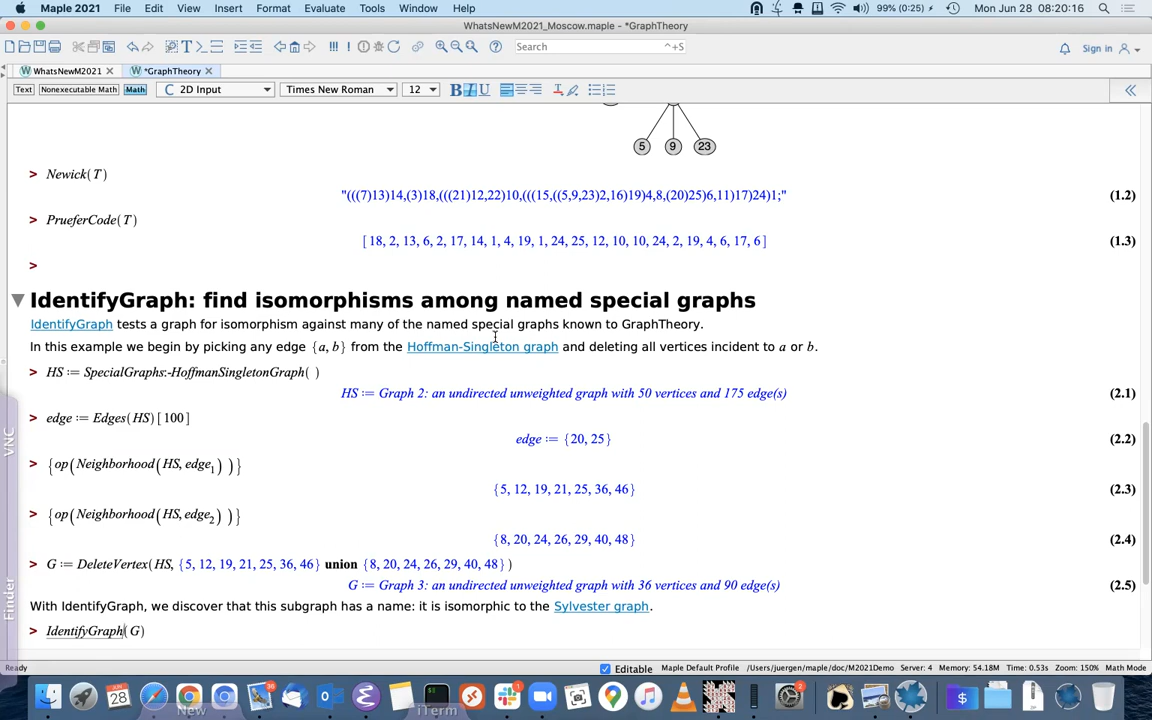 Maple 2021 File Edit View Insert Format Evaluate Tools Window Help 99% (0:25) Mon Jun 28 08:20:16
WhatsNewM2021_Moscow.maple - *GraphTheory
Search ^+S Sign in
WhatsNewM2021 *GraphTheory
Text Nonexecutable Math Math C 2D Input Times New Roman 12 B I U
5 9 23
> Newick(T)
"(((7)13)14,(3)18,(((21)12,22)10,(((15,((5,9,23)2,16)19)4,8,(20)25)6,11)17)24)1;" (1.2)
> PrueferCode(T)
[18, 2, 13, 6, 2, 17, 14, 1, 4, 19, 1, 24, 25, 12, 10, 10, 24, 2, 19, 4, 6, 17, 6] (1.3)
>
IdentifyGraph: find isomorphisms among named special graphs
IdentifyGraph tests a graph for isomorphism against many of the named special graphs known to GraphTheory.
In this example we begin by picking any edge {a, b} from the Hoffman-Singleton graph and deleting all vertices incident to a or b.
> HS := SpecialGraphs:-HoffmanSingletonGraph( )
HS := Graph 2: an undirected unweighted graph with 50 vertices and 175 edge(s) (2.1)
> edge := Edges(HS)[100]
edge := {20, 25} (2.2)
> {op(Neighborhood(HS, edge1))}
{5, 12, 19, 21, 25, 36, 46} (2.3)
> {op(Neighborhood(HS, edge2))}
{8, 20, 24, 26, 29, 40, 48} (2.4)
> G := DeleteVertex(HS, {5, 12, 19, 21, 25, 36, 46} union {8, 20, 24, 26, 29, 40, 48})
G := Graph 3: an undirected unweighted graph with 36 vertices and 90 edge(s) (2.5)
With IdentifyGraph, we discover that this subgraph has a name: it is isomorphic to the Sylvester graph.
> IdentifyGraph(G)
VNC
Finder
Ready Editable Maple Default Profile /Users/juergen/maple/doc/M2021Demo Server: 4 Memory: 54.18M Time: 0.53s Zoom: 150% Math Mode
New iTerm